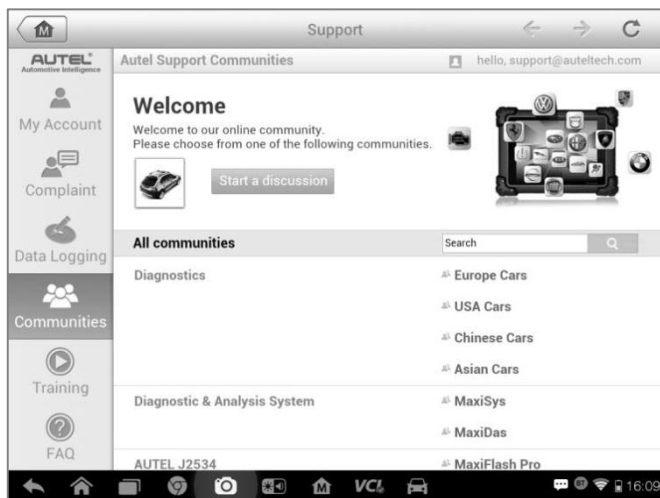 Support
AUTEL®
Automotive Intelligence
Autel Support Communities
hello, support@auteltech.com
My Account
Complaint
Data Logging
Communities
Training
FAQ
Welcome
Welcome to our online community.
Please choose from one of the following communities.
Start a discussion
All communities
Search
Diagnostics
Europe Cars
USA Cars
Chinese Cars
Asian Cars
Diagnostic & Analysis System
MaxiSys
MaxiDas
AUTEL J2534
MaxiFlash Pro
M
VCI
BT
16:09